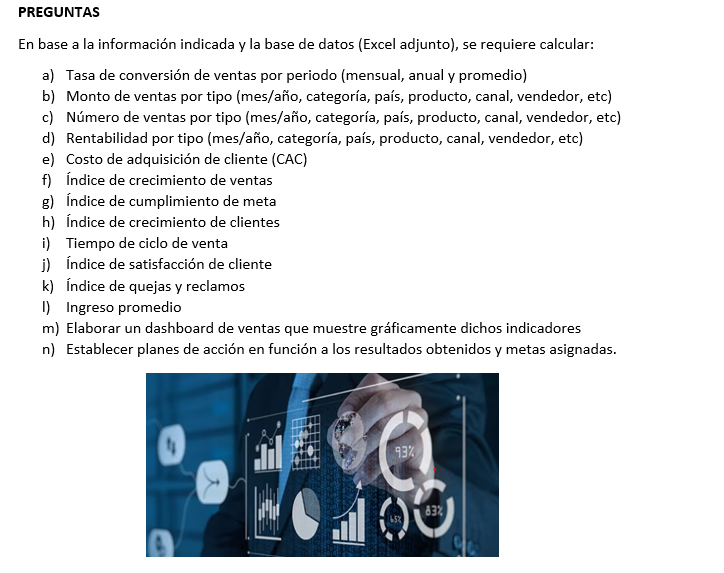 PREGUNTAS
En base a la información indicada y la base de datos (Excel adjunto), se requiere calcular:
a) Tasa de conversión de ventas por periodo (mensual, anual y promedio)
b) Monto de ventas por tipo (mes/año, categoría, país, producto, canal, vendedor, etc)
c) Número de ventas por tipo (mes/año, categoría, país, producto, canal, vendedor, etc)
d) Rentabilidad por tipo (mes/año, categoría, país, producto, canal, vendedor, etc)
e) Costo de adquisición de cliente (CAC)
f) Índice de crecimiento de ventas
g) Índice de cumplimiento de meta
h) Índice de crecimiento de clientes
i) Tiempo de ciclo de venta
j) Índice de satisfacción de cliente
k) Índice de quejas y reclamos
l) Ingreso promedio
m) Elaborar un dashboard de ventas que muestre gráficamente dichos indicadores
n) Establecer planes de acción en función a los resultados obtenidos y metas asignadas.
93%
83%